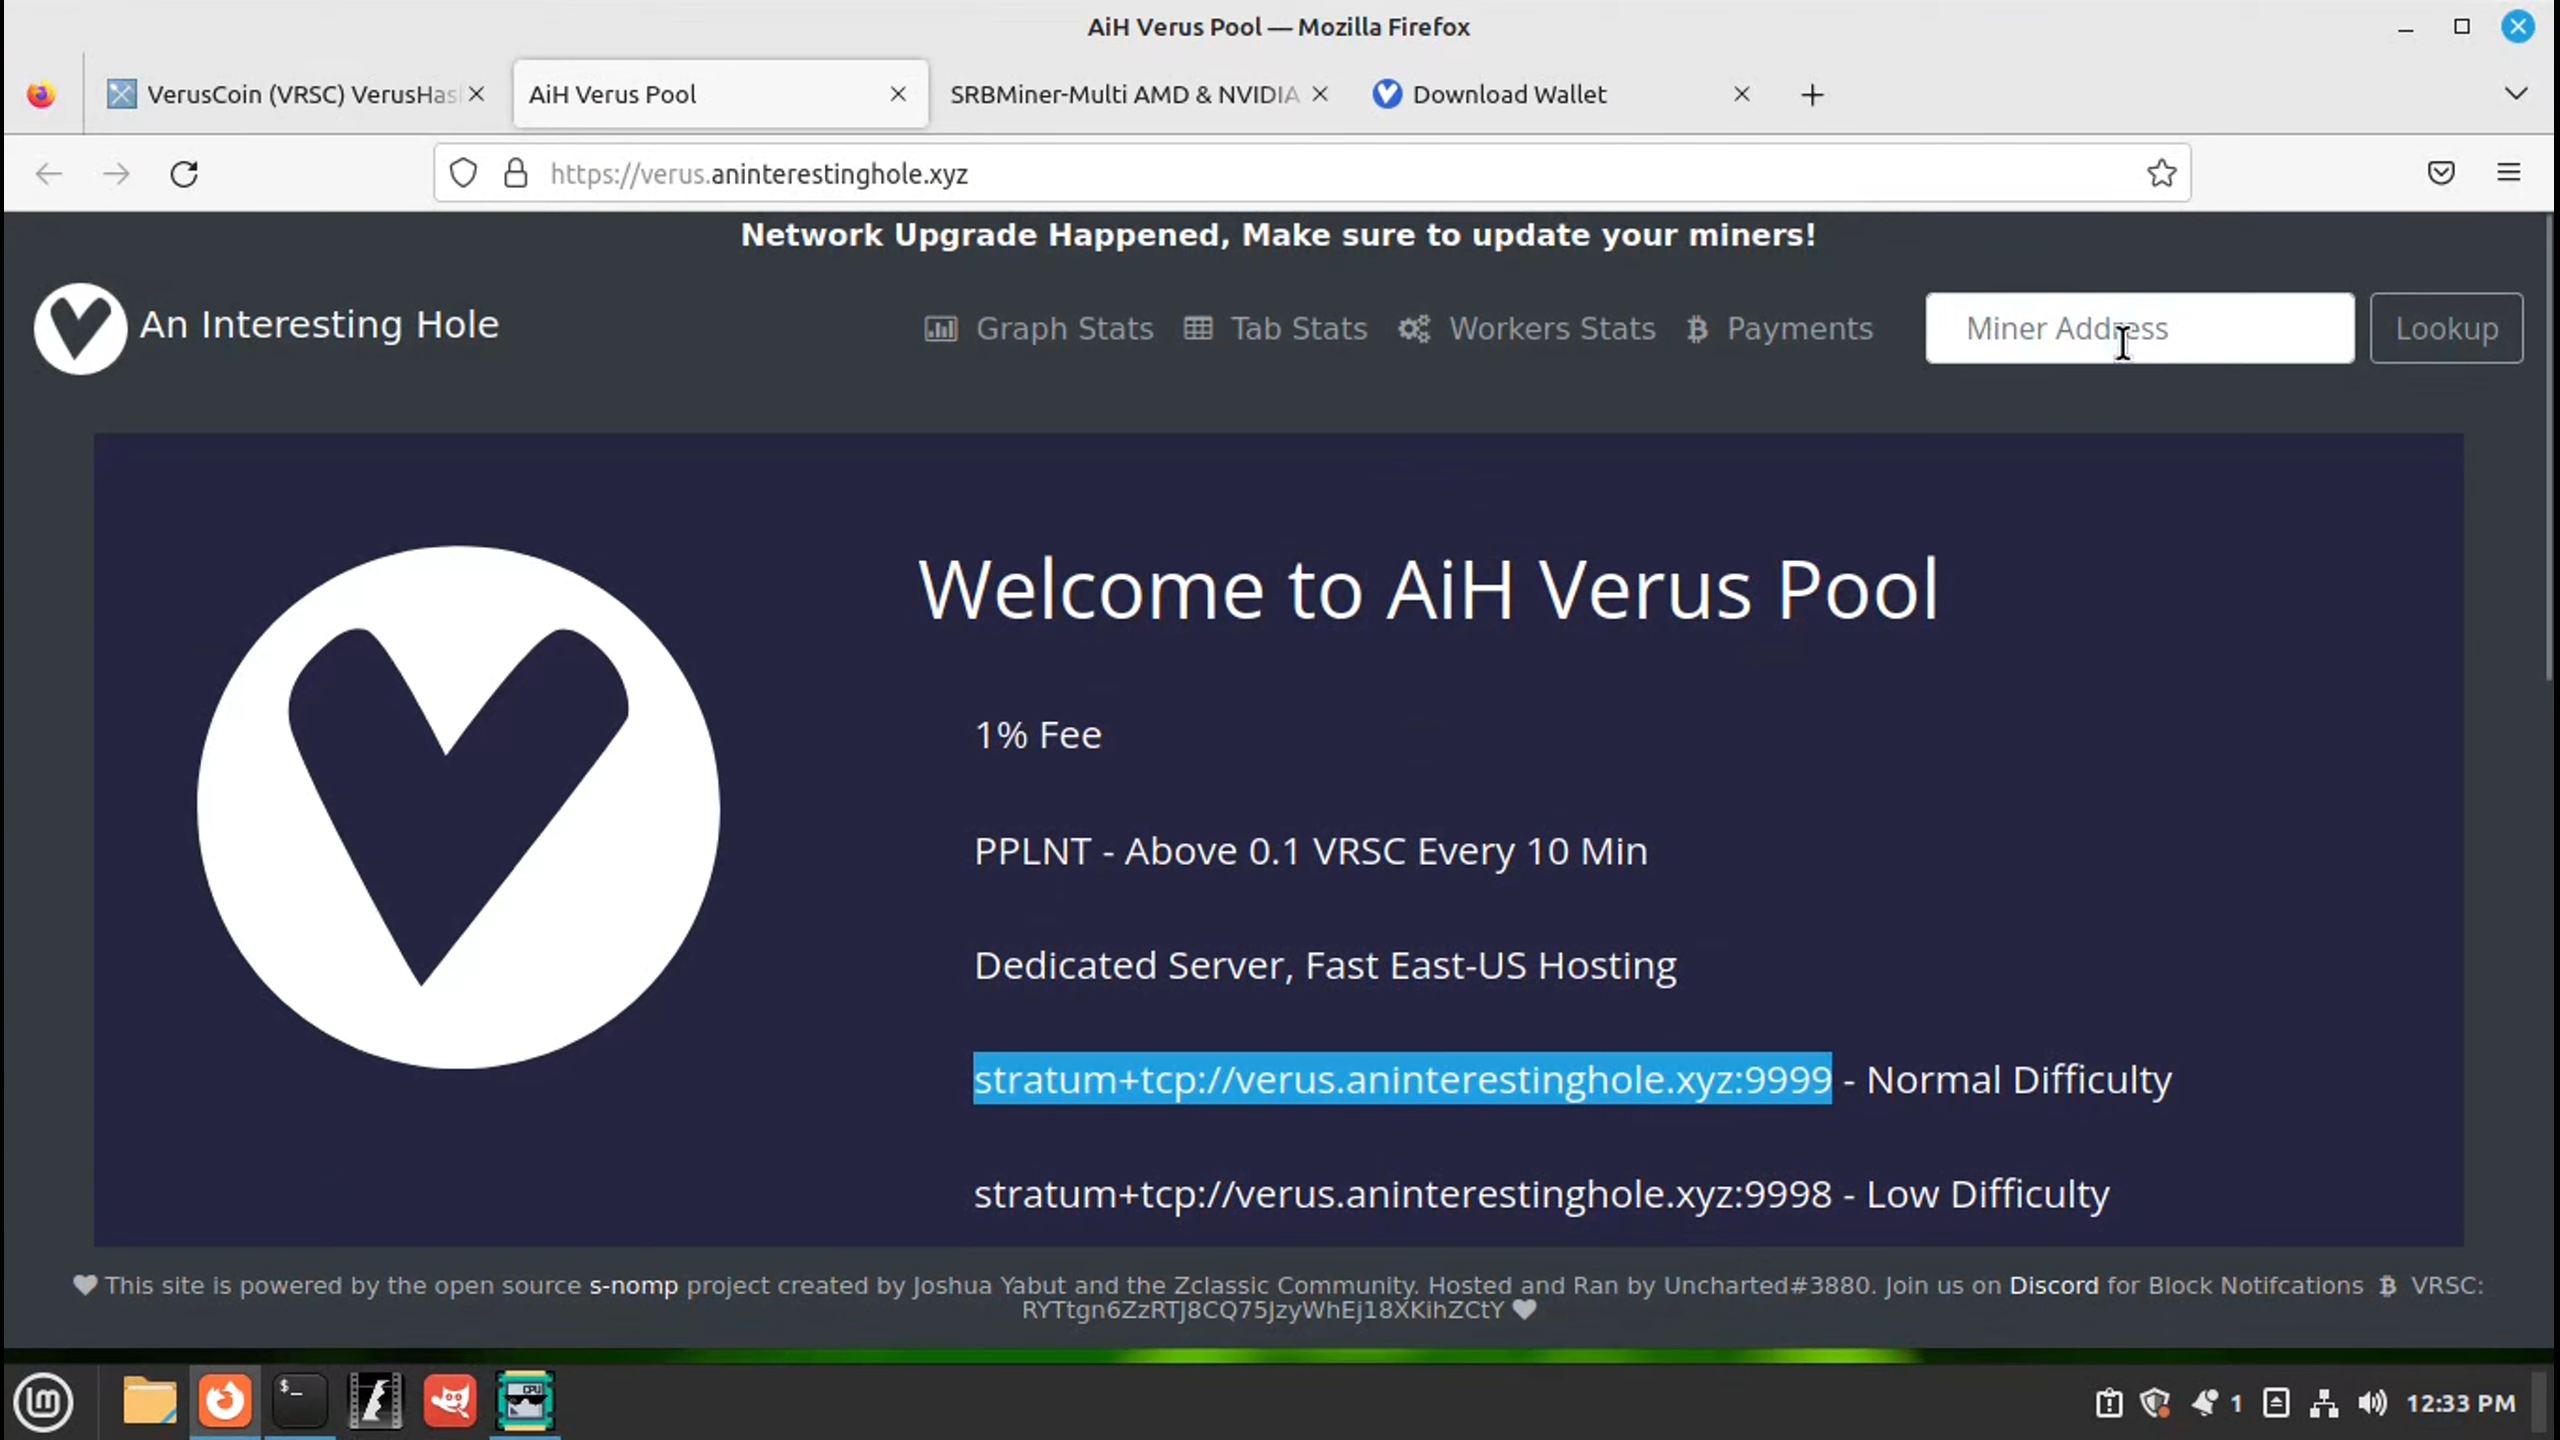 AiH Verus Pool — Mozilla Firefox
VerusCoin (VRSC) VerusHas
AiH Verus Pool
SRBMiner-Multi AMD & NVIDIA
Download Wallet
https://verus.aninterestinghole.xyz
Network Upgrade Happened, Make sure to update your miners!
An Interesting Hole
Graph Stats
Tab Stats
Workers Stats
Payments
Miner Address
Lookup
Welcome to AiH Verus Pool
1% Fee
PPLNT - Above 0.1 VRSC Every 10 Min
Dedicated Server, Fast East-US Hosting
stratum+tcp://verus.aninterestinghole.xyz:9999 - Normal Difficulty
stratum+tcp://verus.aninterestinghole.xyz:9998 - Low Difficulty
This site is powered by the open source s-nomp project created by Joshua Yabut and the Zclassic Community. Hosted and Ran by Uncharted#3880. Join us on Discord for Block Notifcations VRSC:
RYTtgn6ZzRTJ8CQ75JzyWhEj18XKihZCtY
CPU
1
12:33 PM